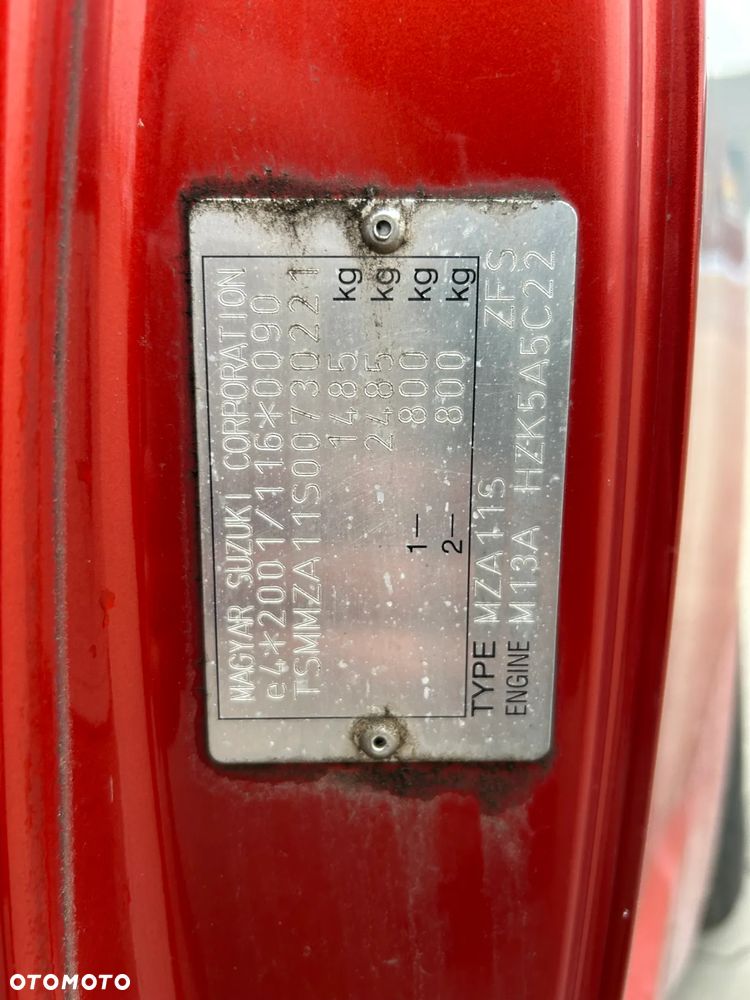 MAGYAR SUZUKI CORPORATION
e4*2001/116*0090
TSMMZA11S00730221
1485 kg
2485 kg
1– 800 kg
2– 800 kg
TYPE MZA11S ZFS
ENGINE M13A HZK5A5C22
OTOMOTO